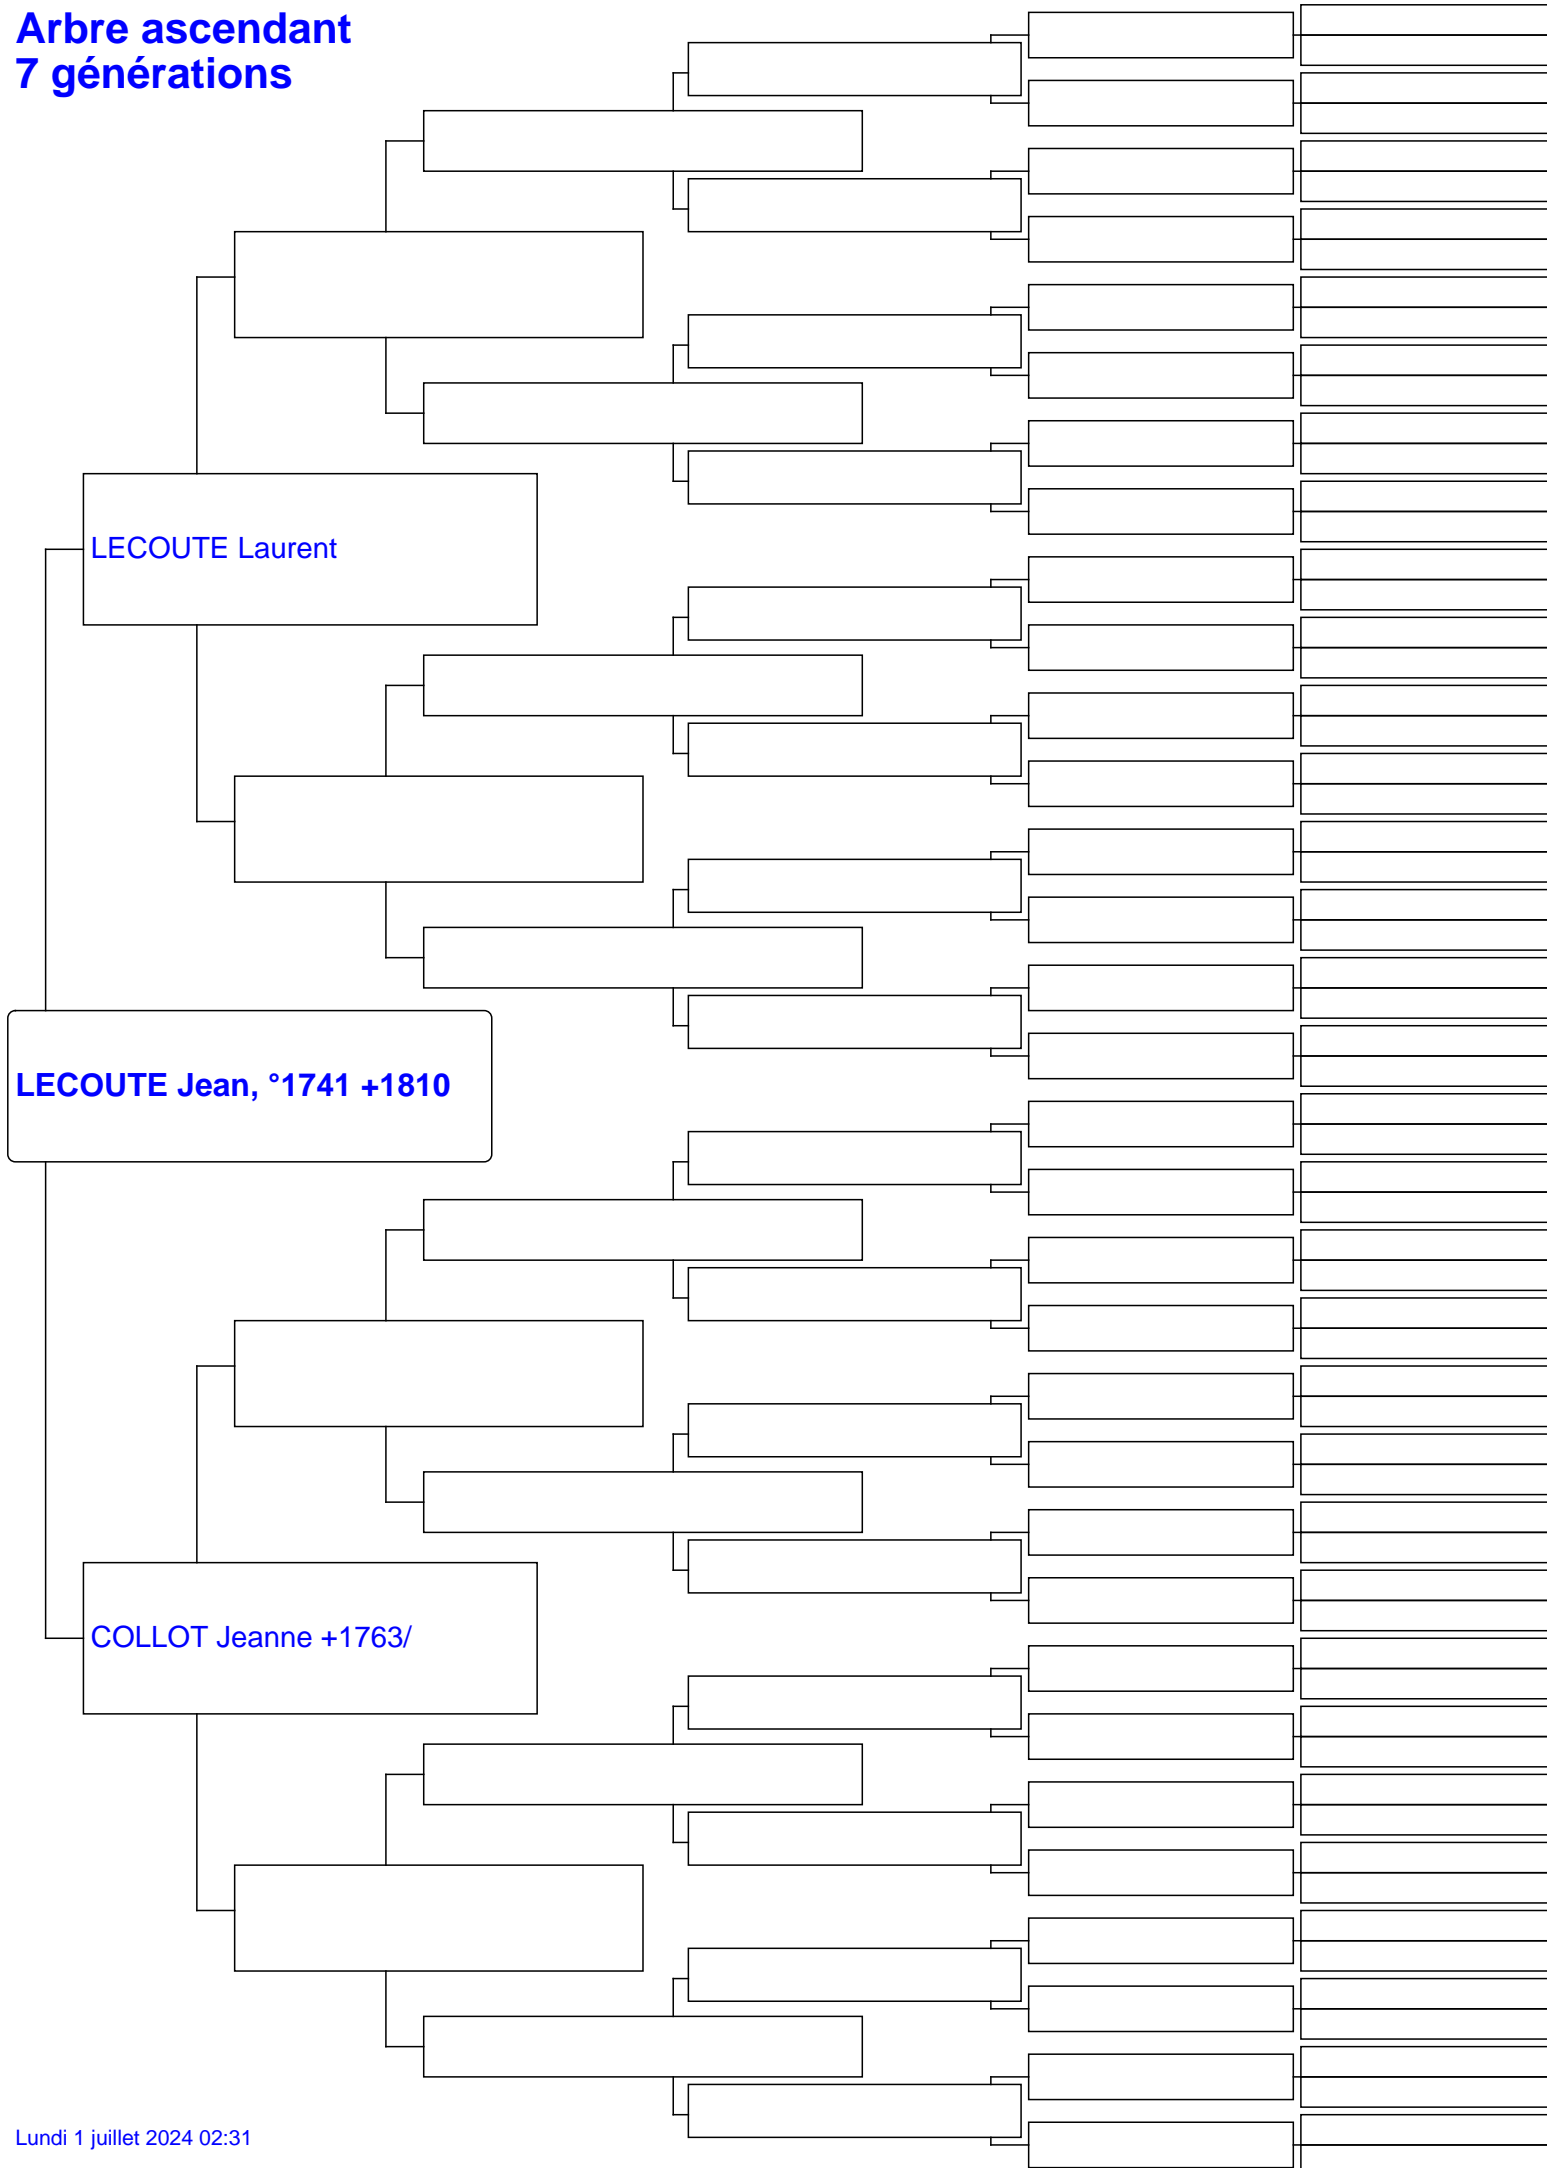 Arbre ascendant
7 générations
LECOUTE Laurent
LECOUTE Jean, °1741 +1810
COLLOT Jeanne +1763/
Lundi 1 juillet 2024 02:31